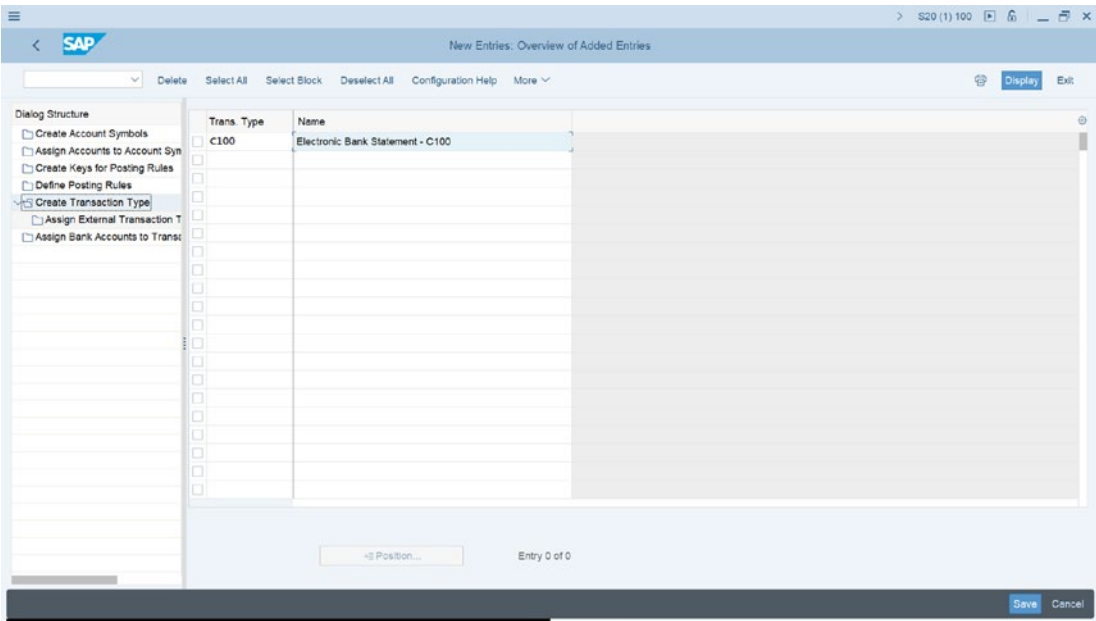 S20 (1) 100
SAP
New Entries: Overview of Added Entries
Delete Select All Select Block Deselect All Configuration Help More Display Exit
Dialog Structure
Create Account Symbols
Assign Accounts to Account Sym
Create Keys for Posting Rules
Define Posting Rules
Create Transaction Type
Assign External Transaction T
Assign Bank Accounts to Transa
Trans. Type Name
C100 Electronic Bank Statement - C100
Position... Entry 0 of 0
Save Cancel